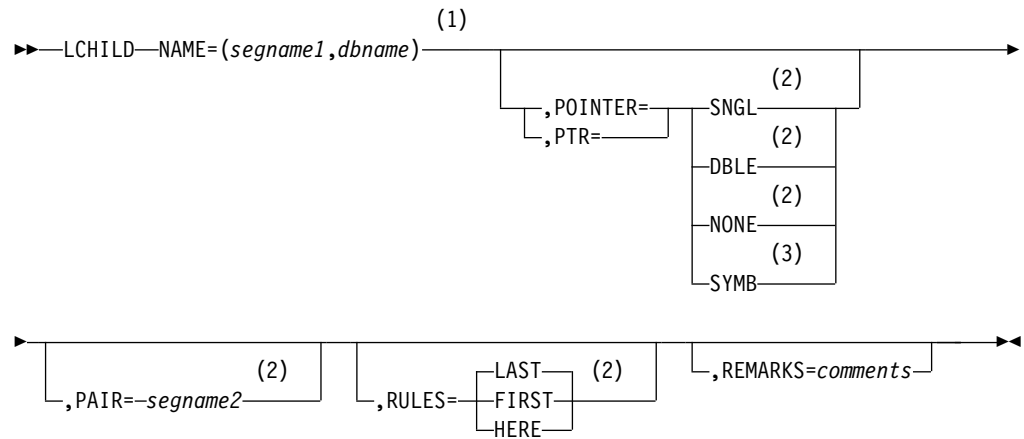 (1)
LCHILD NAME=(segname1,dbname)
,POINTER= SNGL (2)
,PTR= DBLE (2)
NONE (2)
SYMB (3)
,PAIR=segname2 (2)
,RULES= LAST (2)
FIRST
HERE
,REMARKS=comments